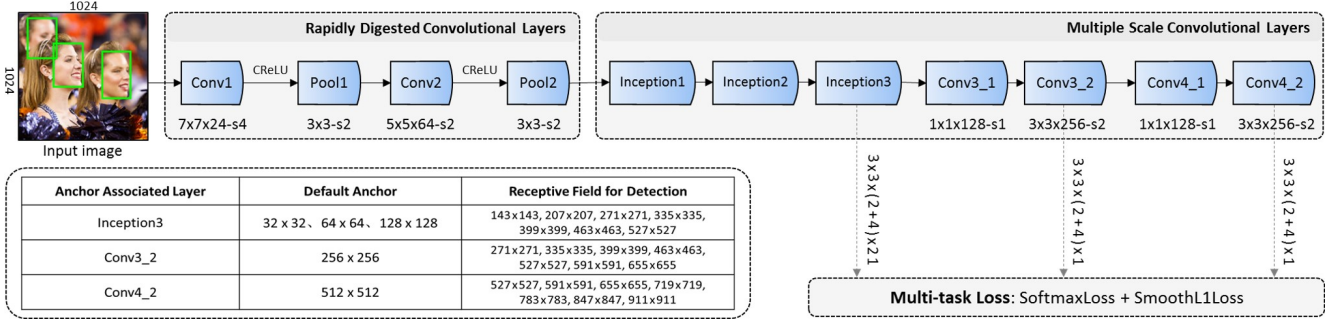 1024
1024
Input image
Rapidly Digested Convolutional Layers
Conv1
CReLU
Pool1
Conv2
CReLU
Pool2
7x7x24-s4
3x3-s2
5x5x64-s2
3x3-s2
Multiple Scale Convolutional Layers
Inception1
Inception2
Inception3
Conv3_1
Conv3_2
Conv4_1
Conv4_2
1x1x128-s1
3x3x256-s2
1x1x128-s1
3x3x256-s2
3x3x(2+4)x21
3x3x(2+4)x1
3x3x(2+4)x1
Multi-task Loss: SoftmaxLoss + SmoothL1Loss
Anchor Associated Layer
Default Anchor
Receptive Field for Detection
Inception3
32 x 32、64 x 64、128 x 128
143x143, 207x207, 271x271, 335x335,
399x399, 463x463, 527x527
Conv3_2
256 x 256
271x271, 335x335, 399x399, 463x463,
527x527, 591x591, 655x655
Conv4_2
512 x 512
527x527, 591x591, 655x655, 719x719,
783x783, 847x847, 911x911